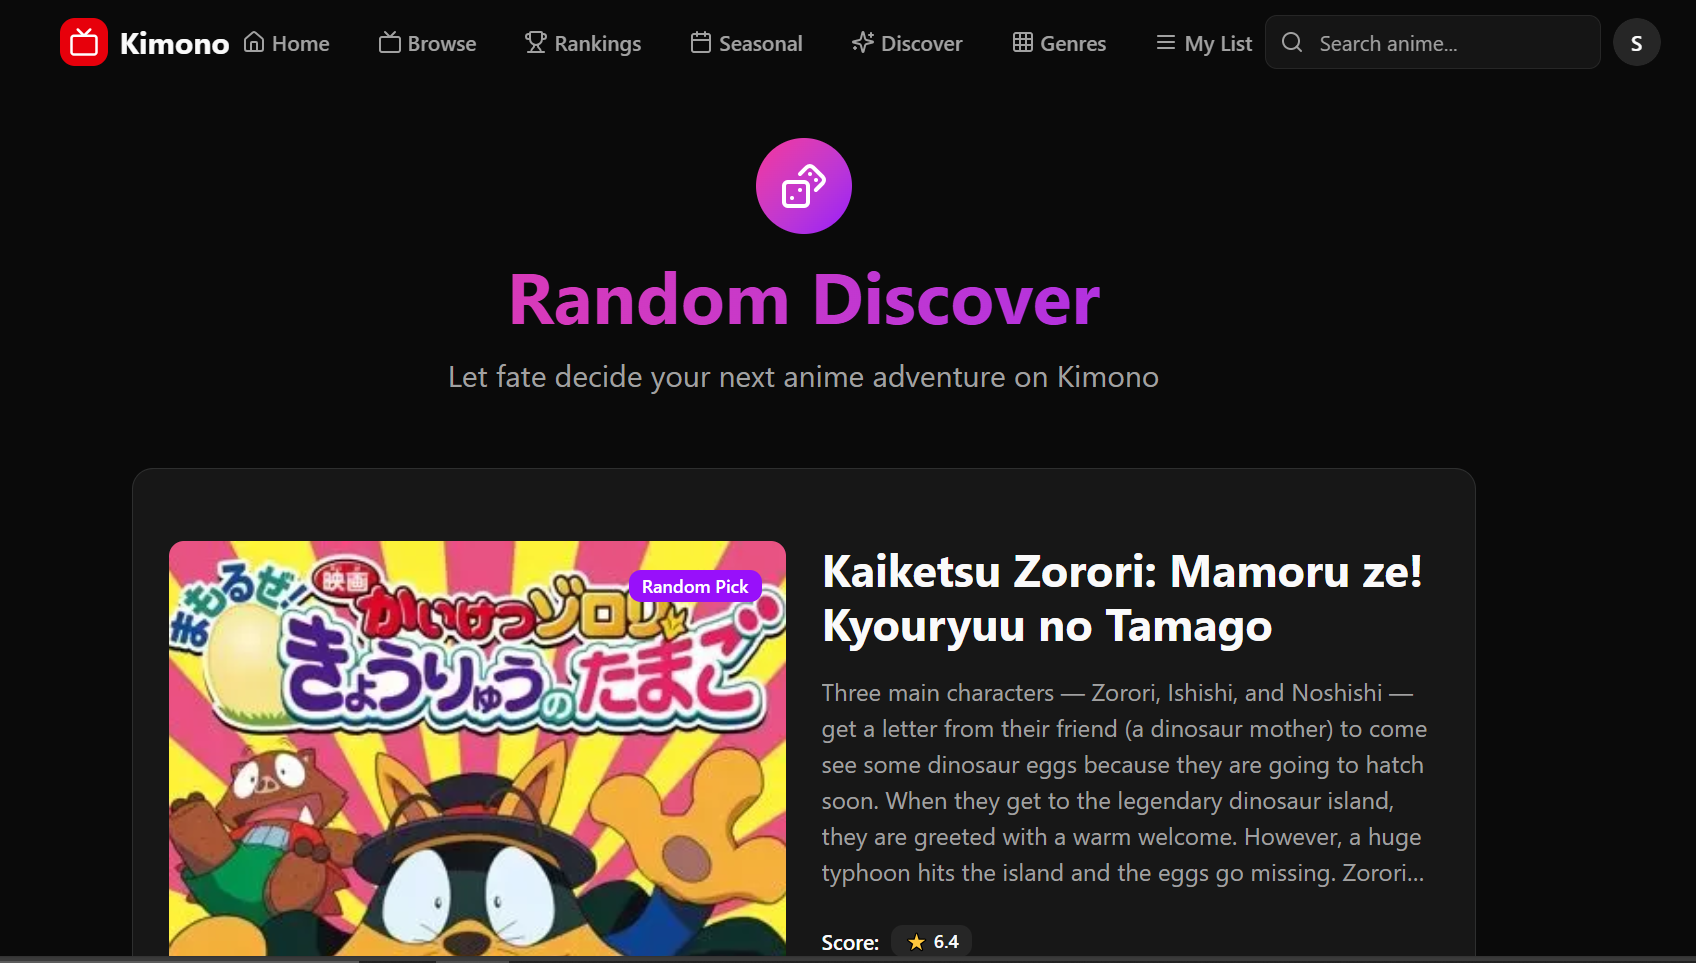 Kimono
Home
Browse
Rankings
Seasonal
Discover
Genres
My List
Search anime...
S
Random Discover
Let fate decide your next anime adventure on Kimono
Random Pick
まもるぜ!
映画
かいけつゾロリ
きょうりゅうのたまご
Kaiketsu Zorori: Mamoru ze!
Kyouryuu no Tamago
Three main characters — Zorori, Ishishi, and Noshishi —
get a letter from their friend (a dinosaur mother) to come
see some dinosaur eggs because they are going to hatch
soon. When they get to the legendary dinosaur island,
they are greeted with a warm welcome. However, a huge
typhoon hits the island and the eggs go missing. Zorori...
Score: 6.4